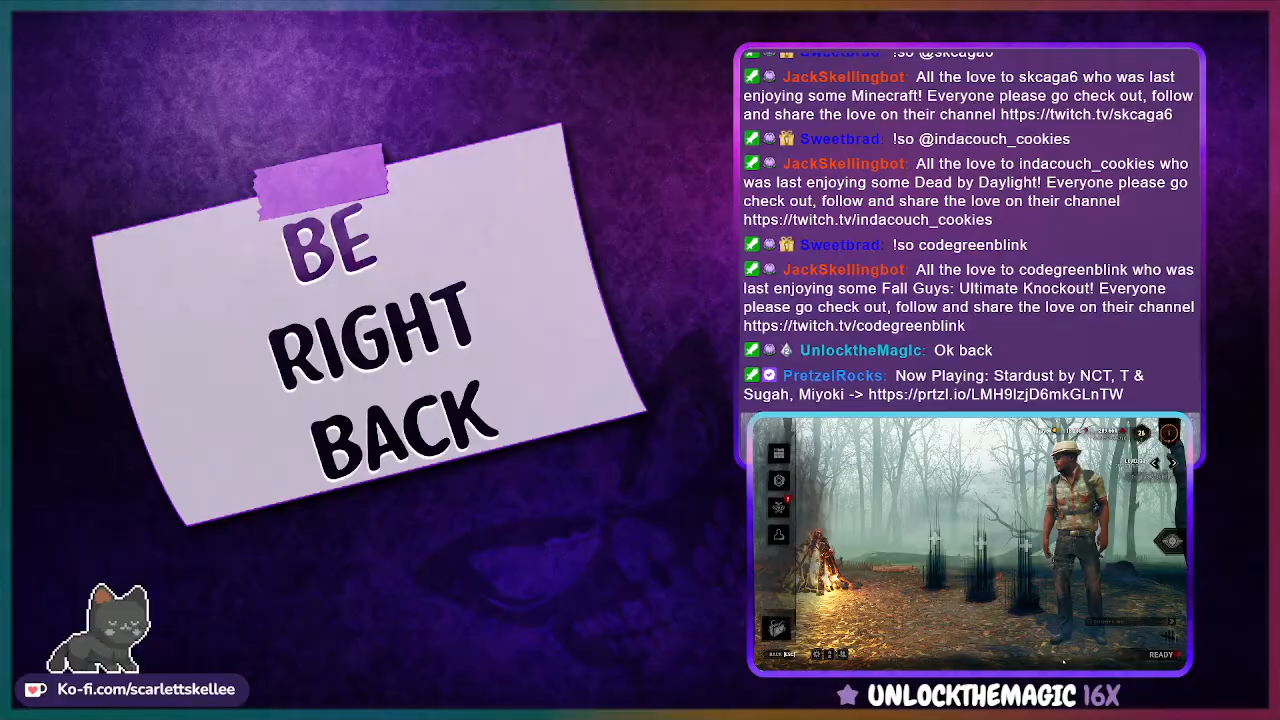 BE
RIGHT
BACK
Sweetbrad: !so @skcaga6
JackSkellingbot: All the love to skcaga6 who was last
enjoying some Minecraft! Everyone please go check out, follow
and share the love on their channel https://twitch.tv/skcaga6
Sweetbrad: !so @indacouch_cookies
JackSkellingbot: All the love to indacouch_cookies who
was last enjoying some Dead by Daylight! Everyone please go
check out, follow and share the love on their channel
https://twitch.tv/indacouch_cookies
Sweetbrad: !so codegreenblink
JackSkellingbot: All the love to codegreenblink who was
last enjoying some Fall Guys: Ultimate Knockout! Everyone
please go check out, follow and share the love on their channel
https://twitch.tv/codegreenblink
UnlocktheMagic: Ok back
PretzelRocks: Now Playing: Stardust by NCT, T &
Sugah, Miyoki -> https://prtzl.io/LMH9lzjD6mkGLnTW
26
BACK [ESC]
READY
Ko-fi.com/scarlettskellee
UNLOCKTHEMAGIC 16X